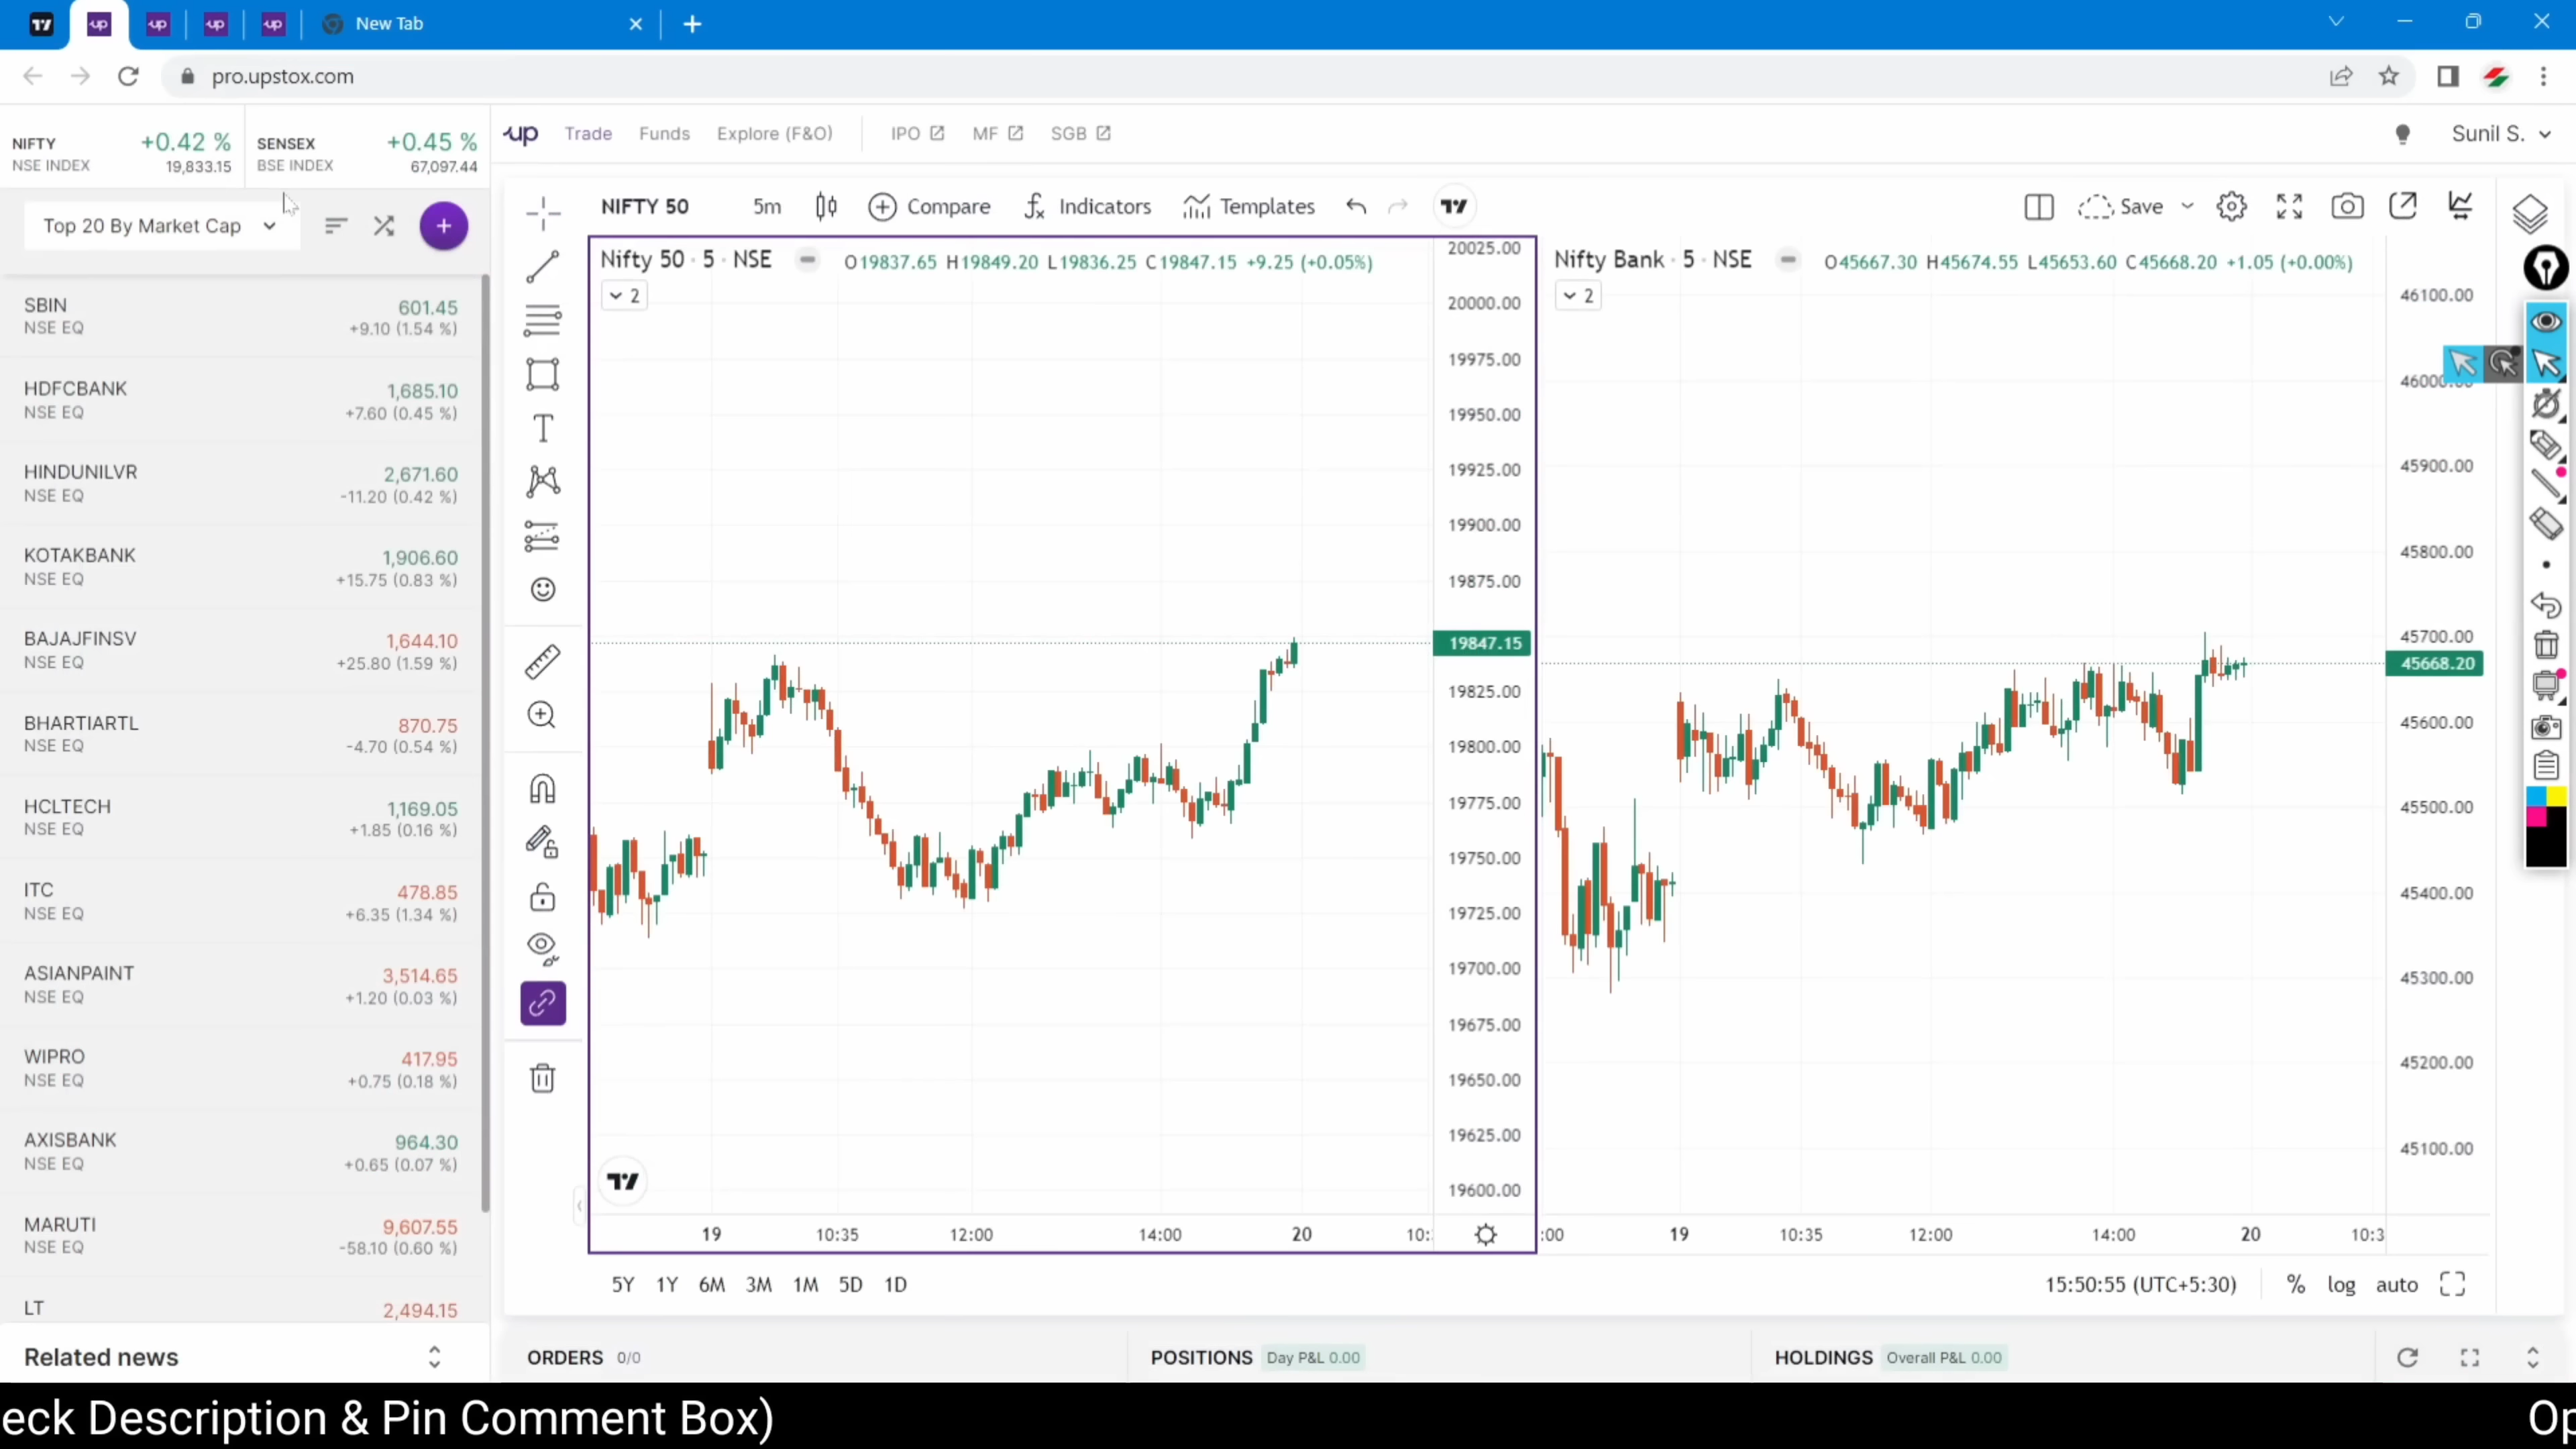 New Tab
pro.upstox.com
NIFTY +0.42 %
NSE INDEX 19,833.15
SENSEX +0.45 %
BSE INDEX 67,097.44
up Trade Funds Explore (F&O) IPO MF SGB Sunil S.
Top 20 By Market Cap
SBIN 601.45
NSE EQ +9.10 (1.54 %)
HDFCBANK 1,685.10
NSE EQ +7.60 (0.45 %)
HINDUNILVR 2,671.60
NSE EQ -11.20 (0.42 %)
KOTAKBANK 1,906.60
NSE EQ +15.75 (0.83 %)
BAJAJFINSV 1,644.10
NSE EQ +25.80 (1.59 %)
BHARTIARTL 870.75
NSE EQ -4.70 (0.54 %)
HCLTECH 1,169.05
NSE EQ +1.85 (0.16 %)
ITC 478.85
NSE EQ +6.35 (1.34 %)
ASIANPAINT 3,514.65
NSE EQ +1.20 (0.03 %)
WIPRO 417.95
NSE EQ +0.75 (0.18 %)
AXISBANK 964.30
NSE EQ +0.65 (0.07 %)
MARUTI 9,607.55
NSE EQ -58.10 (0.60 %)
LT 2,494.15
Related news
NIFTY 50 5m Compare Indicators Templates Save
Nifty 50 · 5 · NSE O19837.65 H19849.20 L19836.25 C19847.15 +9.25 (+0.05%)
2
20025.00
20000.00
19975.00
19950.00
19925.00
19900.00
19875.00
19847.15
19825.00
19800.00
19775.00
19750.00
19725.00
19700.00
19675.00
19650.00
19625.00
19600.00
19 10:35 12:00 14:00 20 10:
Nifty Bank · 5 · NSE O45667.30 H45674.55 L45653.60 C45668.20 +1.05 (+0.00%)
2
46100.00
45900.00
45800.00
45700.00
45668.20
45600.00
45500.00
45400.00
45300.00
45200.00
45100.00
:00 19 10:35 12:00 14:00 20 10:3
5Y 1Y 6M 3M 1M 5D 1D
15:50:55 (UTC+5:30) % log auto
ORDERS 0/0
POSITIONS Day P&L 0.00
HOLDINGS Overall P&L 0.00
eck Description & Pin Comment Box) Op